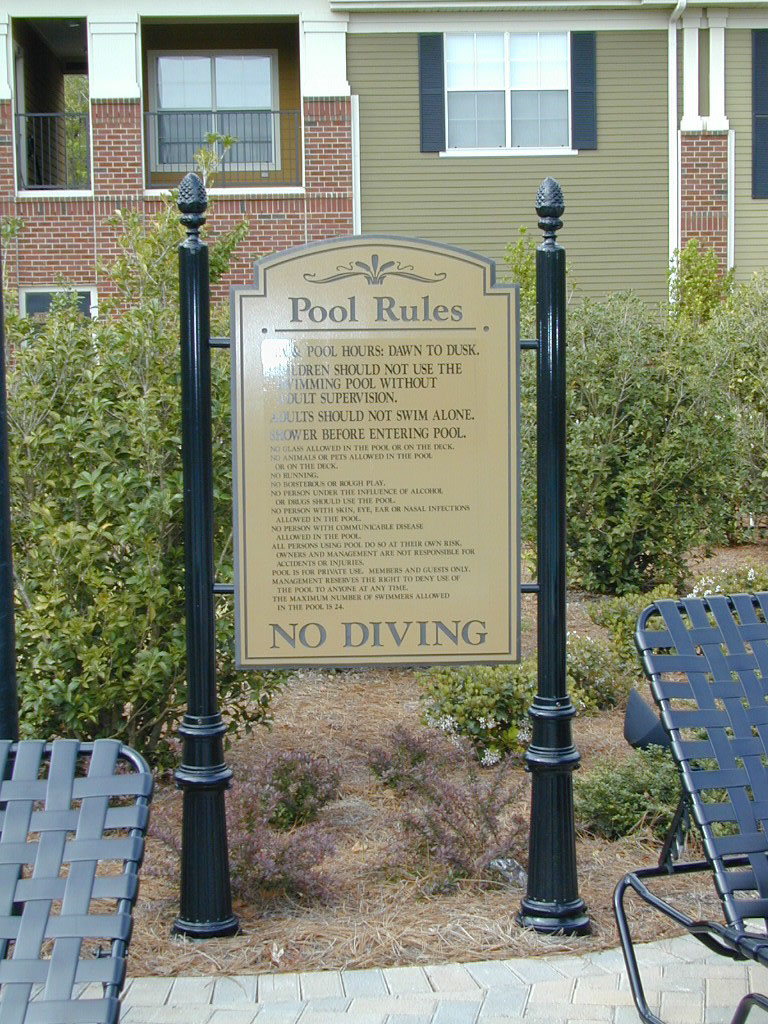 Pool Rules
& POOL HOURS: DAWN TO DUSK.
CHILDREN SHOULD NOT USE THE
SWIMMING POOL WITHOUT
ADULT SUPERVISION.
ADULTS SHOULD NOT SWIM ALONE.
SHOWER BEFORE ENTERING POOL.
NO GLASS ALLOWED IN THE POOL OR ON THE DECK.
NO ANIMALS OR PETS ALLOWED IN THE POOL
OR ON THE DECK.
NO RUNNING.
NO BOISTEROUS OR ROUGH PLAY.
NO PERSON UNDER THE INFLUENCE OF ALCOHOL
OR DRUGS SHOULD USE THE POOL.
NO PERSON WITH SKIN, EYE, EAR OR NASAL INFECTIONS
ALLOWED IN THE POOL.
NO PERSON WITH COMMUNICABLE DISEASE
ALLOWED IN THE POOL.
ALL PERSONS USING POOL DO SO AT THEIR OWN RISK.
OWNERS AND MANAGEMENT ARE NOT RESPONSIBLE FOR
ACCIDENTS OR INJURIES.
POOL IS FOR PRIVATE USE. MEMBERS AND GUESTS ONLY.
MANAGEMENT RESERVES THE RIGHT TO DENY USE OF
THE POOL TO ANYONE AT ANY TIME.
THE MAXIMUM NUMBER OF SWIMMERS ALLOWED
IN THE POOL IS 24.
NO DIVING